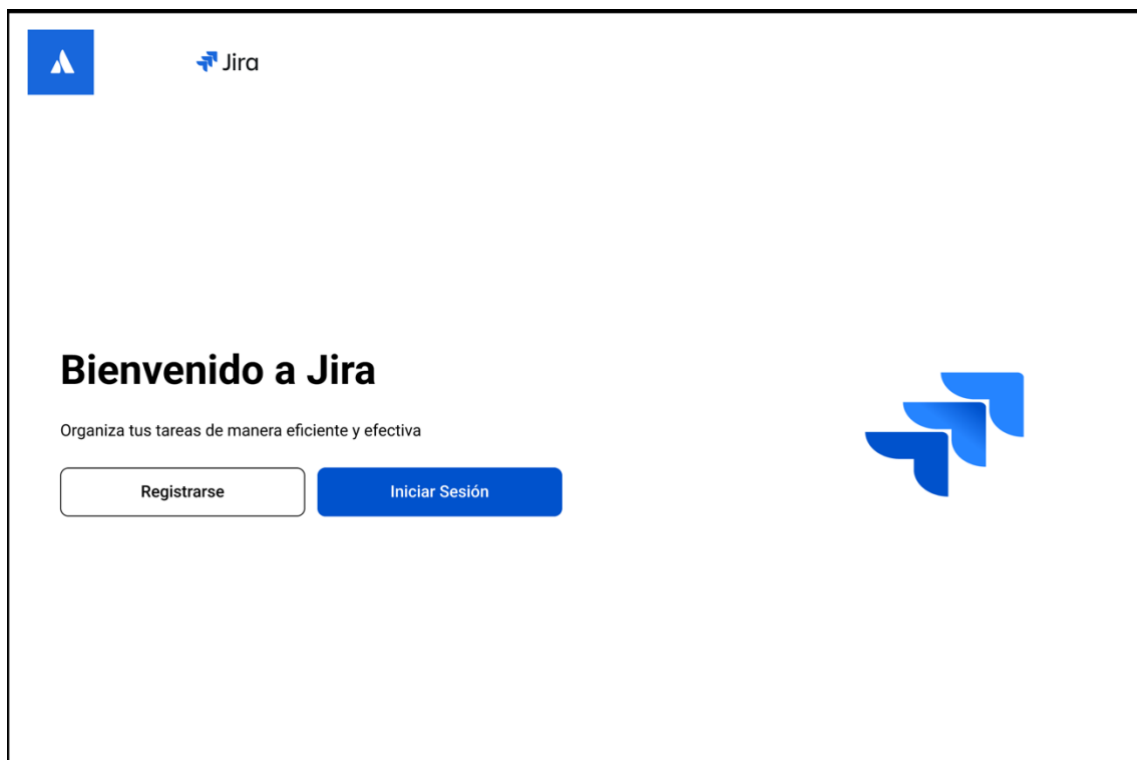 Jira
Bienvenido a Jira
Organiza tus tareas de manera eficiente y efectiva
Registrarse
Iniciar Sesión